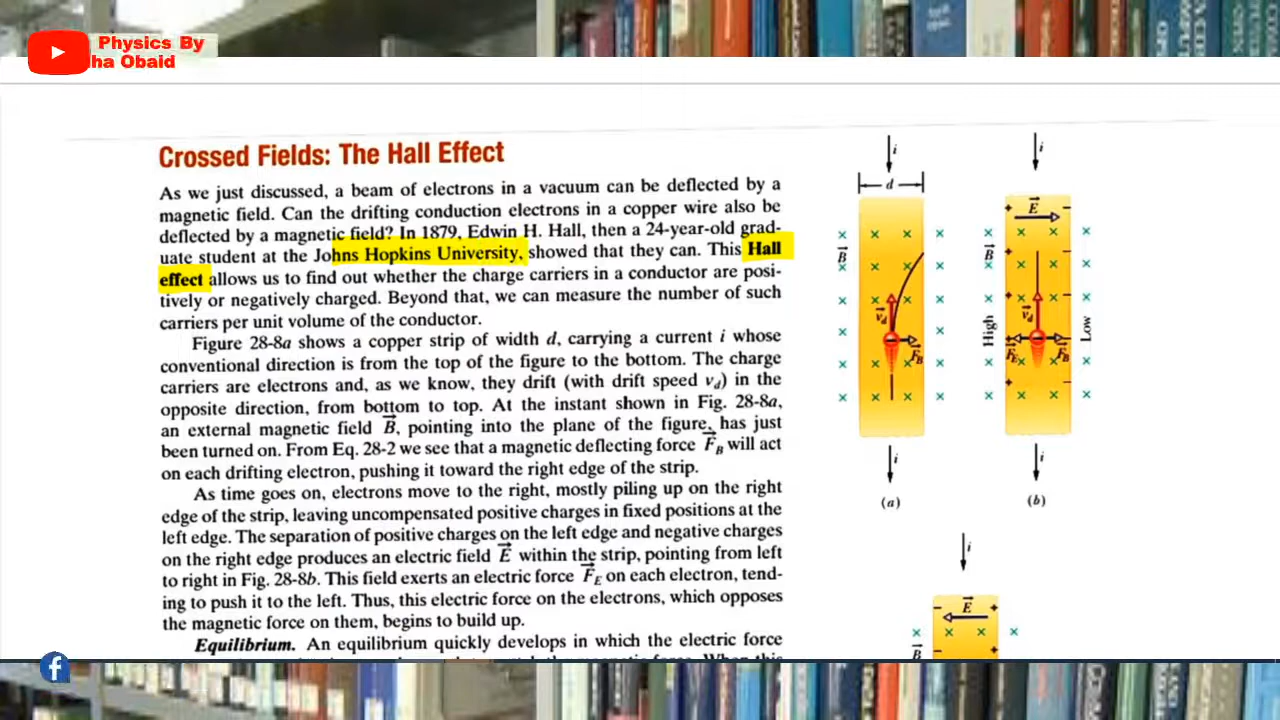 Physics By
ha Obaid
Crossed Fields: The Hall Effect
As we just discussed, a beam of electrons in a vacuum can be deflected by a
magnetic field. Can the drifting conduction electrons in a copper wire also be
deflected by a magnetic field? In 1879, Edwin H. Hall, then a 24-year-old grad-
uate student at the Johns Hopkins University, showed that they can. This Hall
effect allows us to find out whether the charge carriers in a conductor are posi-
tively or negatively charged. Beyond that, we can measure the number of such
carriers per unit volume of the conductor.
Figure 28-8a shows a copper strip of width d, carrying a current i whose
conventional direction is from the top of the figure to the bottom. The charge
carriers are electrons and, as we know, they drift (with drift speed v_d) in the
opposite direction, from bottom to top. At the instant shown in Fig. 28-8a,
an external magnetic field B⃗, pointing into the plane of the figure, has just
been turned on. From Eq. 28-2 we see that a magnetic deflecting force F⃗_B will act
on each drifting electron, pushing it toward the right edge of the strip.
As time goes on, electrons move to the right, mostly piling up on the right
edge of the strip, leaving uncompensated positive charges in fixed positions at the
left edge. The separation of positive charges on the left edge and negative charges
on the right edge produces an electric field E⃗ within the strip, pointing from left
to right in Fig. 28-8b. This field exerts an electric force F⃗_E on each electron, tend-
ing to push it to the left. Thus, this electric force on the electrons, which opposes
the magnetic force on them, begins to build up.
Equilibrium. An equilibrium quickly develops in which the electric force
i
d
B⃗
v⃗_d
F⃗_B
i
(a)
i
E⃗
B⃗
High
Low
v⃗_d
F⃗_E
F⃗_B
i
(b)
i
E⃗
B⃗